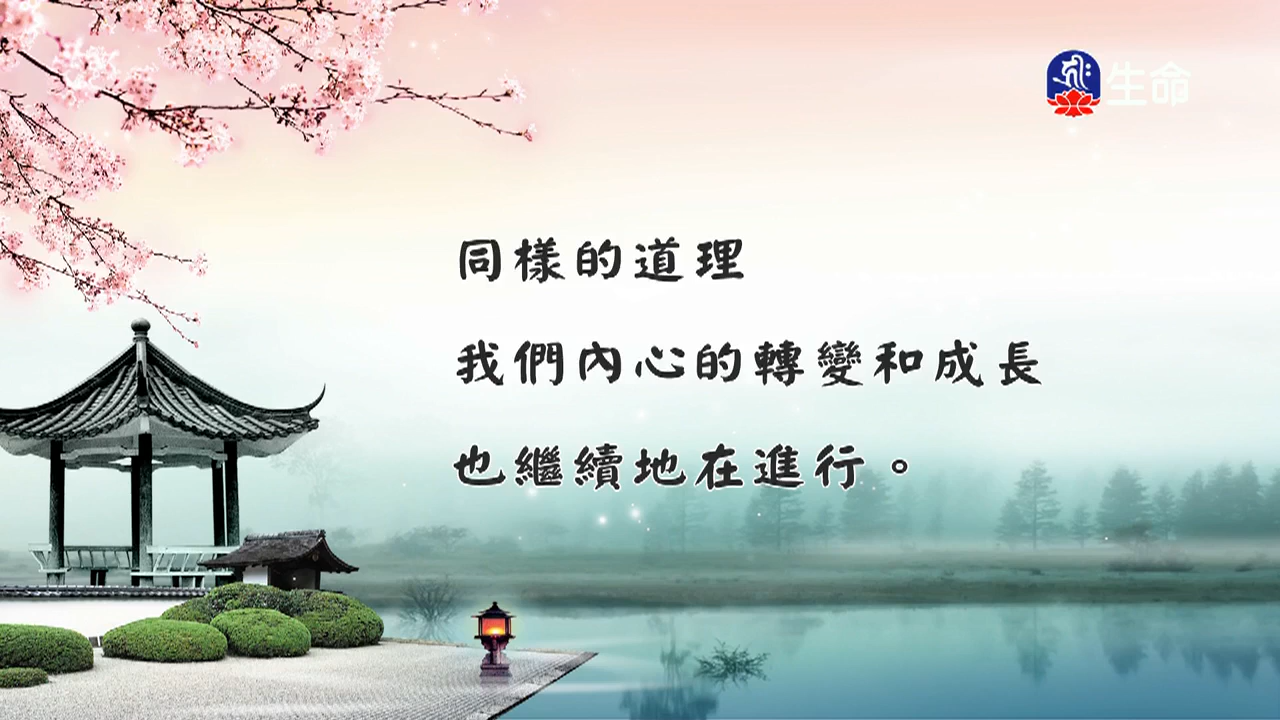 生命
同樣的道理
我們內心的轉變和成長
也繼續地在進行。